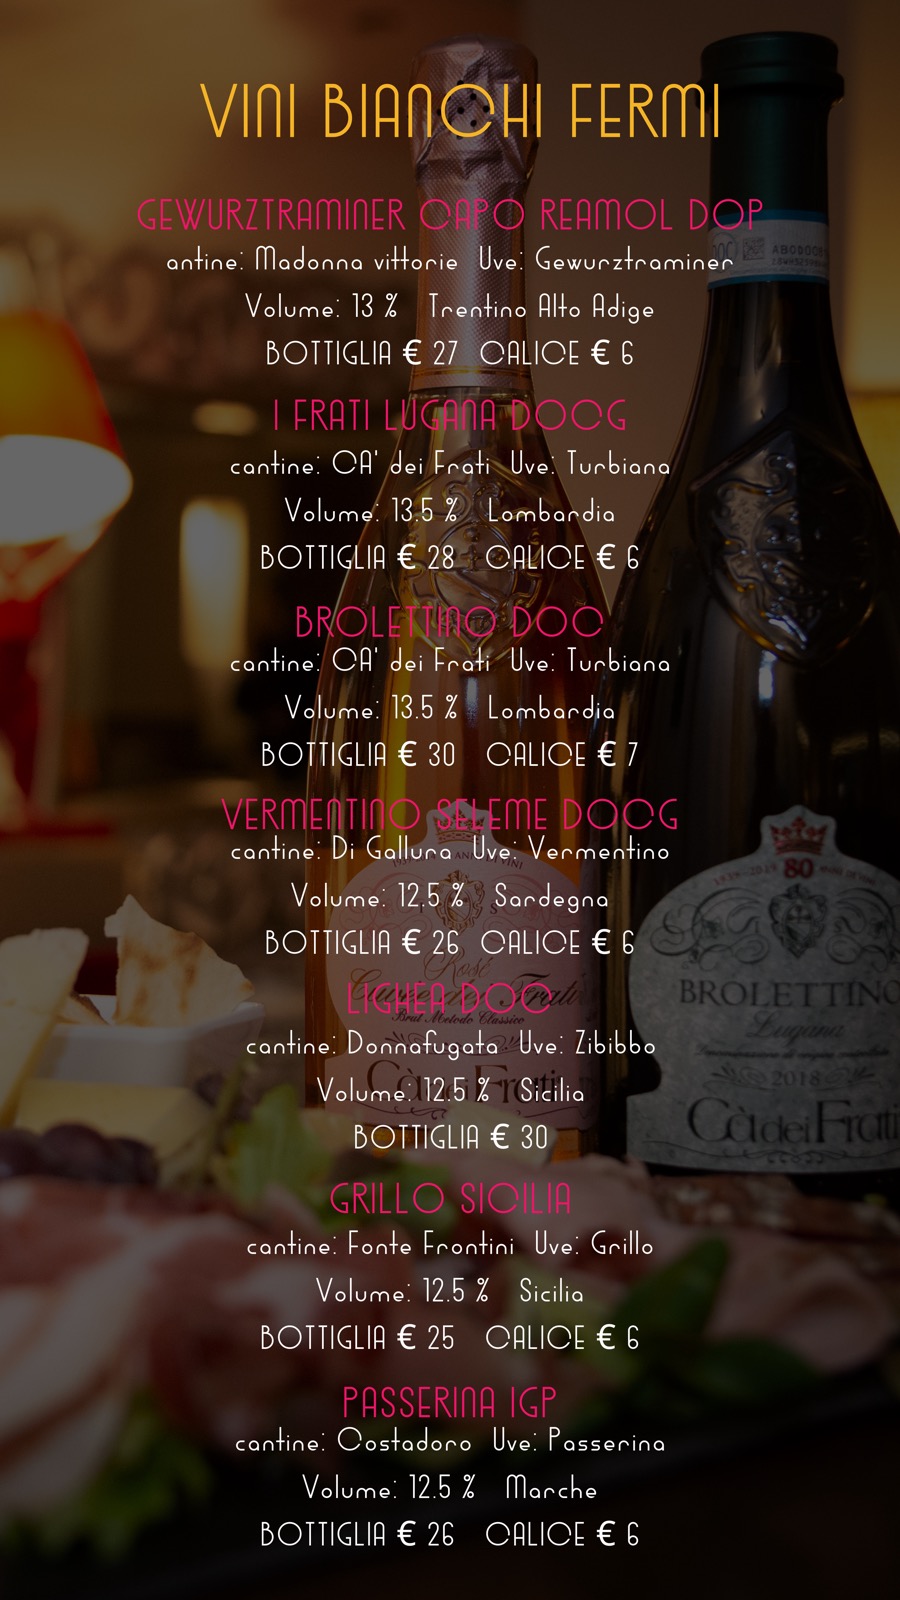 VINI BIANCHI FERMI
GEWURZTRAMINER CAPO REAMOL DOP
antine: Madonna vittorie Uve: Gewurztraminer
Volume: 13 % Trentino Alto Adige
BOTTIGLIA € 27 CALICE € 6
I FRATI LUGANA DOCG
cantine: CA' dei Frati Uve: Turbiana
Volume: 13.5 % Lombardia
BOTTIGLIA € 28 CALICE € 6
BROLETTINO DOC
cantine: CA' dei Frati Uve: Turbiana
Volume: 13.5 % Lombardia
BOTTIGLIA € 30 CALICE € 7
VERMENTINO SELEME DOCG
cantine: Di Gallura Uve: Vermentino
Volume: 12.5 % Sardegna
BOTTIGLIA € 26 CALICE € 6
LIGHEA DOC
cantine: Donnafugata Uve: Zibibbo
Volume: 12.5 % Sicilia
BOTTIGLIA € 30
GRILLO SICILIA
cantine: Fonte Frontini Uve: Grillo
Volume: 12.5 % Sicilia
BOTTIGLIA € 25 CALICE € 6
PASSERINA IGP
cantine: Costadoro Uve: Passerina
Volume: 12.5 % Marche
BOTTIGLIA € 26 CALICE € 6
Rosé
Cuvée dei Frati
Brut Metodo Classico
Cà dei Frati
80
BROLETTINO
Lugana
2018
Cà dei Frati